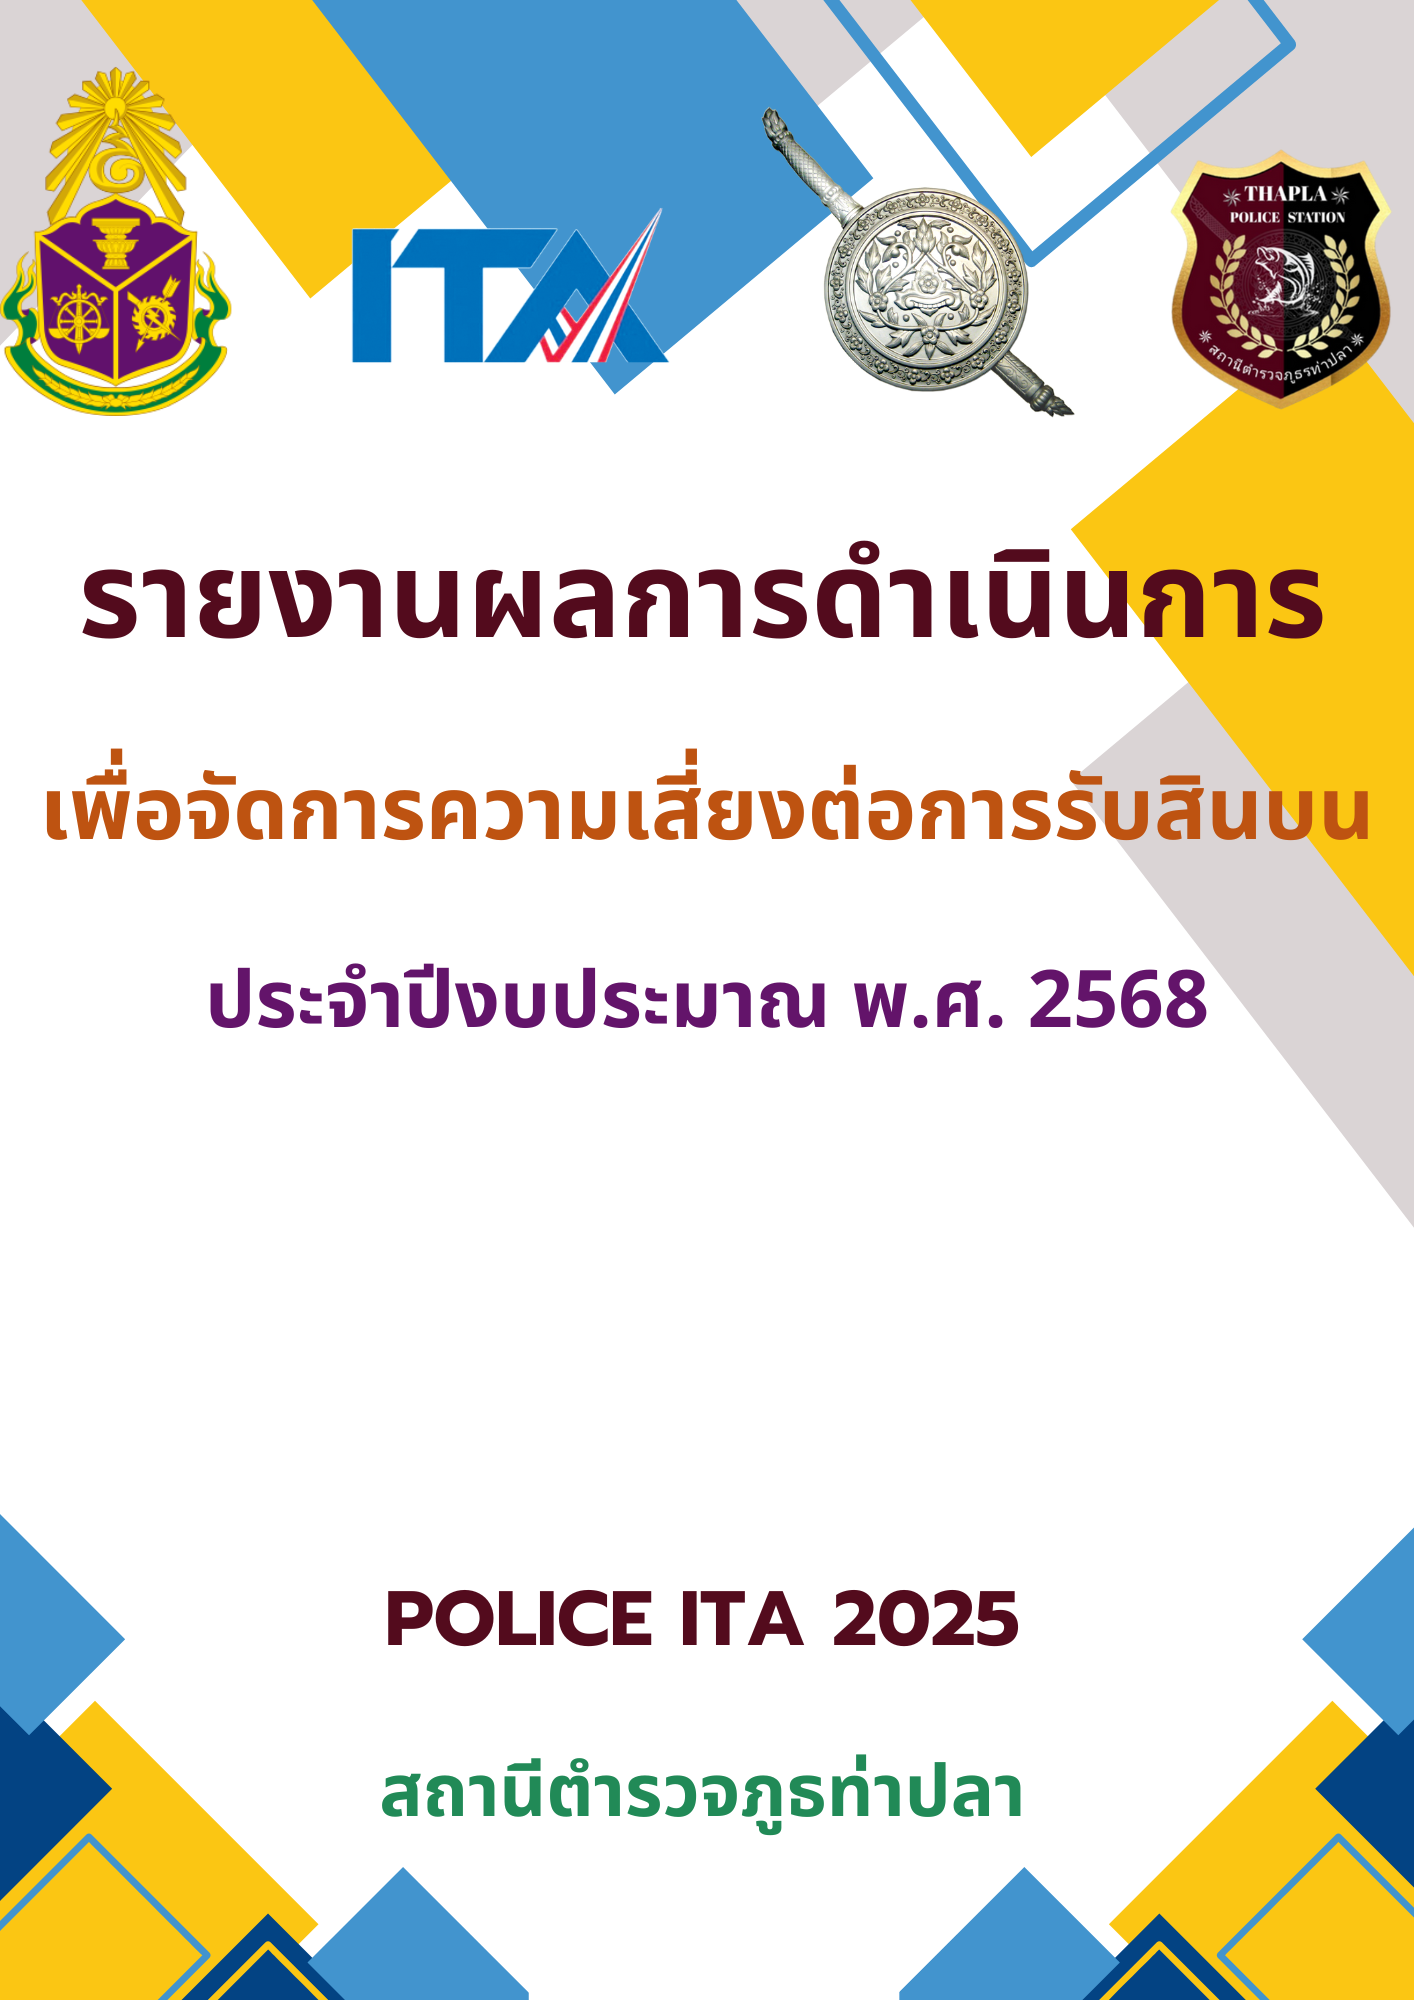 ITA
THAPLA
POLICE STATION
สถานีตำรวจภูธรท่าปลา
รายงานผลการดำเนินการ
เพื่อจัดการความเสี่ยงต่อการรับสินบน
ประจำปีงบประมาณ พ.ศ. 2568
POLICE ITA 2025
สถานีตำรวจภูธรท่าปลา